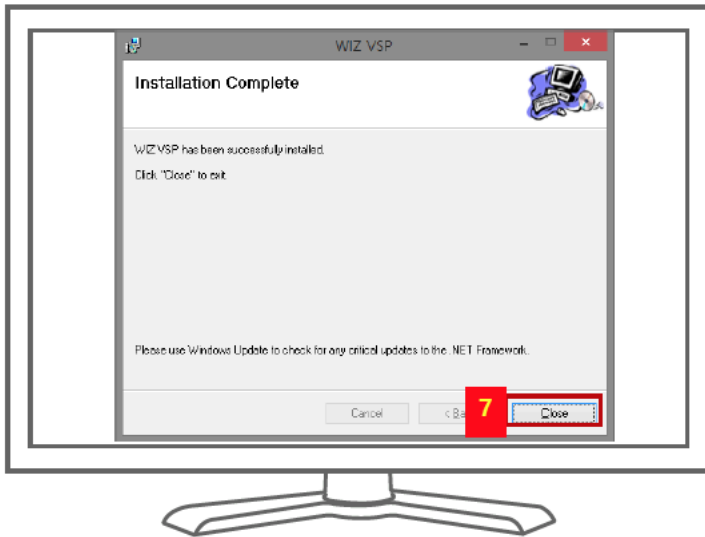 WIZ VSP
Installation Complete
WIZ VSP has been successfully installed.
Click "Close" to exit.
Please use Windows Update to check for any critical updates to the .NET Framework.
Cancel < Ba 7 Close